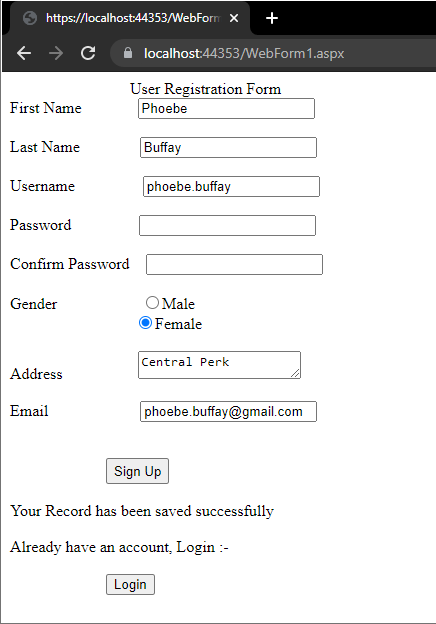 https://localhost:44353/WebForm
localhost:44353/WebForm1.aspx
User Registration Form
First Name Phoebe
Last Name Buffay
Username phoebe.buffay
Password
Confirm Password
Gender Male
Female
Address Central Perk
Email phoebe.buffay@gmail.com
Sign Up
Your Record has been saved successfully
Already have an account, Login :-
Login